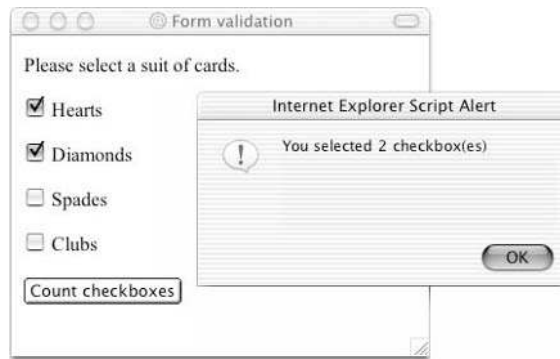 Form validation
Please select a suit of cards.
Hearts
Diamonds
Spades
Clubs
Count checkboxes
Internet Explorer Script Alert
You selected 2 checkbox(es)
OK